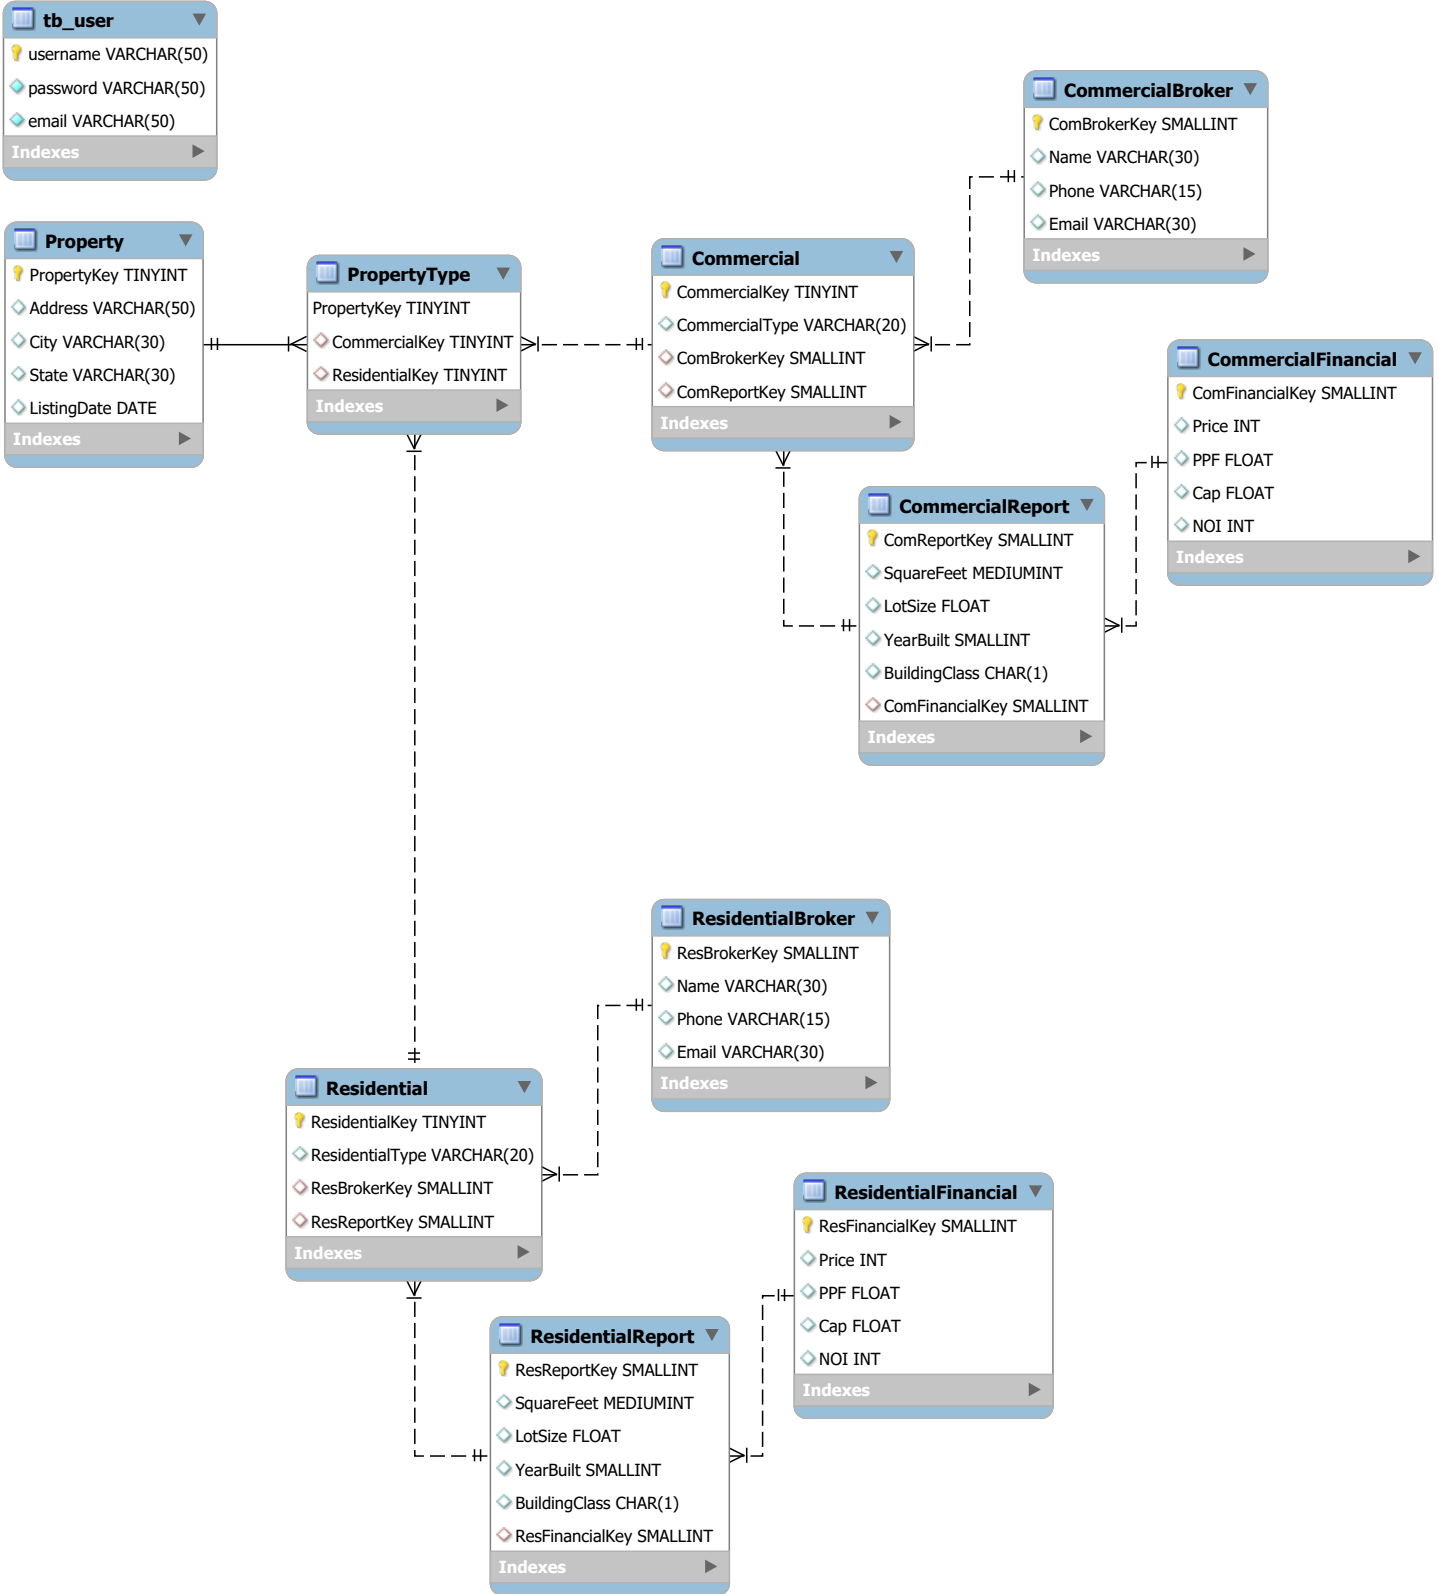 tb_user
username VARCHAR(50)
password VARCHAR(50)
email VARCHAR(50)
Indexes
Property
PropertyKey TINYINT
Address VARCHAR(50)
City VARCHAR(30)
State VARCHAR(30)
ListingDate DATE
Indexes
PropertyType
PropertyKey TINYINT
CommercialKey TINYINT
ResidentialKey TINYINT
Indexes
Commercial
CommercialKey TINYINT
CommercialType VARCHAR(20)
ComBrokerKey SMALLINT
ComReportKey SMALLINT
Indexes
CommercialBroker
ComBrokerKey SMALLINT
Name VARCHAR(30)
Phone VARCHAR(15)
Email VARCHAR(30)
Indexes
CommercialFinancial
ComFinancialKey SMALLINT
Price INT
PPF FLOAT
Cap FLOAT
NOI INT
Indexes
CommercialReport
ComReportKey SMALLINT
SquareFeet MEDIUMINT
LotSize FLOAT
YearBuilt SMALLINT
BuildingClass CHAR(1)
ComFinancialKey SMALLINT
Indexes
ResidentialBroker
ResBrokerKey SMALLINT
Name VARCHAR(30)
Phone VARCHAR(15)
Email VARCHAR(30)
Indexes
Residential
ResidentialKey TINYINT
ResidentialType VARCHAR(20)
ResBrokerKey SMALLINT
ResReportKey SMALLINT
Indexes
ResidentialFinancial
ResFinancialKey SMALLINT
Price INT
PPF FLOAT
Cap FLOAT
NOI INT
Indexes
ResidentialReport
ResReportKey SMALLINT
SquareFeet MEDIUMINT
LotSize FLOAT
YearBuilt SMALLINT
BuildingClass CHAR(1)
ResFinancialKey SMALLINT
Indexes